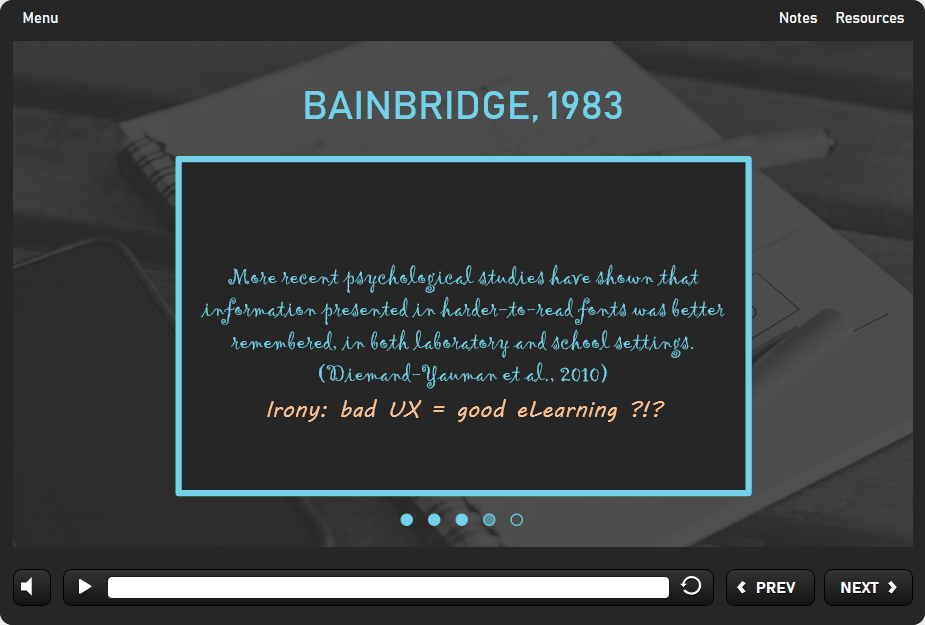 Menu
Notes Resources
BAINBRIDGE, 1983
More recent psychological studies have shown that
information presented in harder-to-read fonts was better
remembered, in both laboratory and school settings.
(Diemand-Yauman et al., 2010)
Irony: bad UX = good eLearning ?!?
PREV NEXT